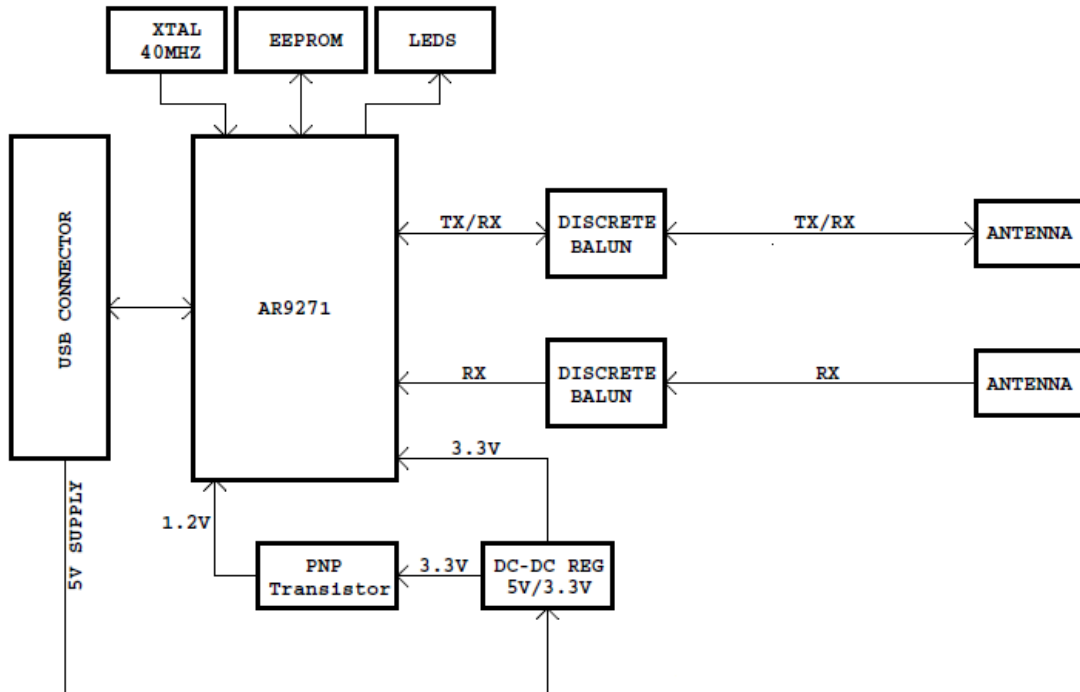 XTAL
40MHZ
EEPROM
LEDS
USB CONNECTOR
AR9271
TX/RX
DISCRETE
BALUN
TX/RX
ANTENNA
RX
DISCRETE
BALUN
RX
ANTENNA
3.3V
1.2V
5V SUPPLY
PNP
Transistor
3.3V
DC-DC REG
5V/3.3V